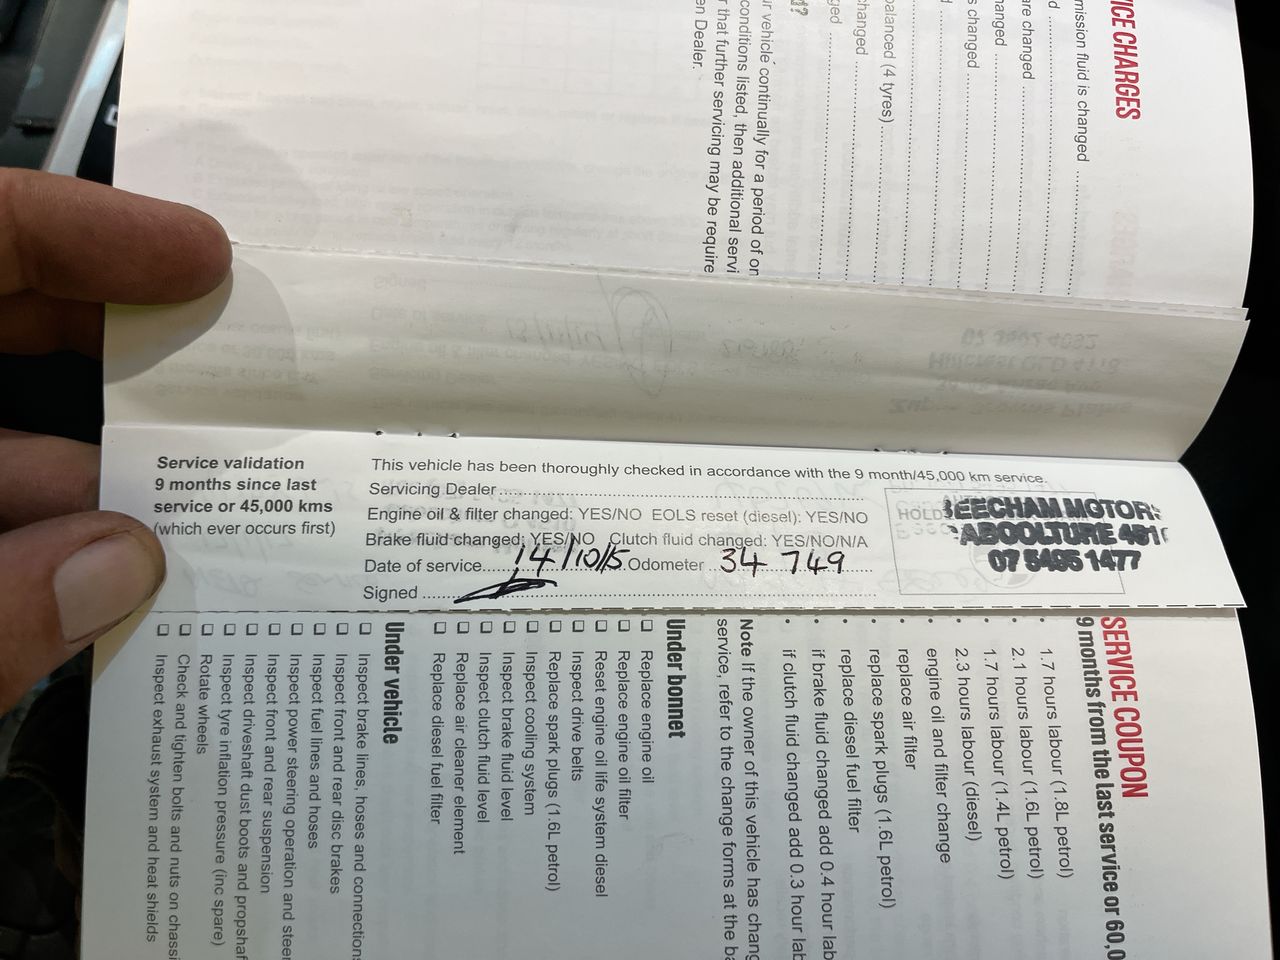 ICE CHARGES
mission fluid is changed
are changed
hanged
s changed
balanced (4 tyres)
changed
ged
d?
ur vehicle continually for a period of on
conditions listed, then additional servi
r that further servicing may be require
en Dealer.
Service validation
9 months since last
service or 45,000 kms
(which ever occurs first)
This vehicle has been thoroughly checked in accordance with the 9 month/45,000 km service.
Servicing Dealer
Engine oil & filter changed: YES/NO EOLS reset (diesel): YES/NO
Brake fluid changed: YES/NO Clutch fluid changed: YES/NO/N/A
Date of service 14/10/15 Odometer 34 749
Signed
HOLD
BEECHAM MOTORS
CABOOLTURE 4510
07 5495 1477
SERVICE COUPON
9 months from the last service or 60,0
• 1.7 hours labour (1.8L petrol)
• 2.1 hours labour (1.6L petrol)
• 1.7 hours labour (1.4L petrol)
• 2.3 hours labour (diesel)
• engine oil and filter change
• replace air filter
• replace spark plugs (1.6L petrol)
• replace diesel fuel filter
• if brake fluid changed add 0.4 hour lab
• if clutch fluid changed add 0.3 hour lab
Note If the owner of this vehicle has chang
service, refer to the change forms at the ba
Under bonnet
Replace engine oil
Replace engine oil filter
Reset engine oil life system diesel
Inspect drive belts
Replace spark plugs (1.6L petrol)
Inspect cooling system
Inspect brake fluid level
Inspect clutch fluid level
Replace air cleaner element
Replace diesel fuel filter
Under vehicle
Inspect brake lines, hoses and connections
Inspect front and rear disc brakes
Inspect fuel lines and hoses
Inspect power steering operation and steer
Inspect front and rear suspension
Inspect driveshaft dust boots and propshaf
Inspect tyre inflation pressure (inc spare)
Rotate wheels
Check and tighten bolts and nuts on chassi
Inspect exhaust system and heat shields